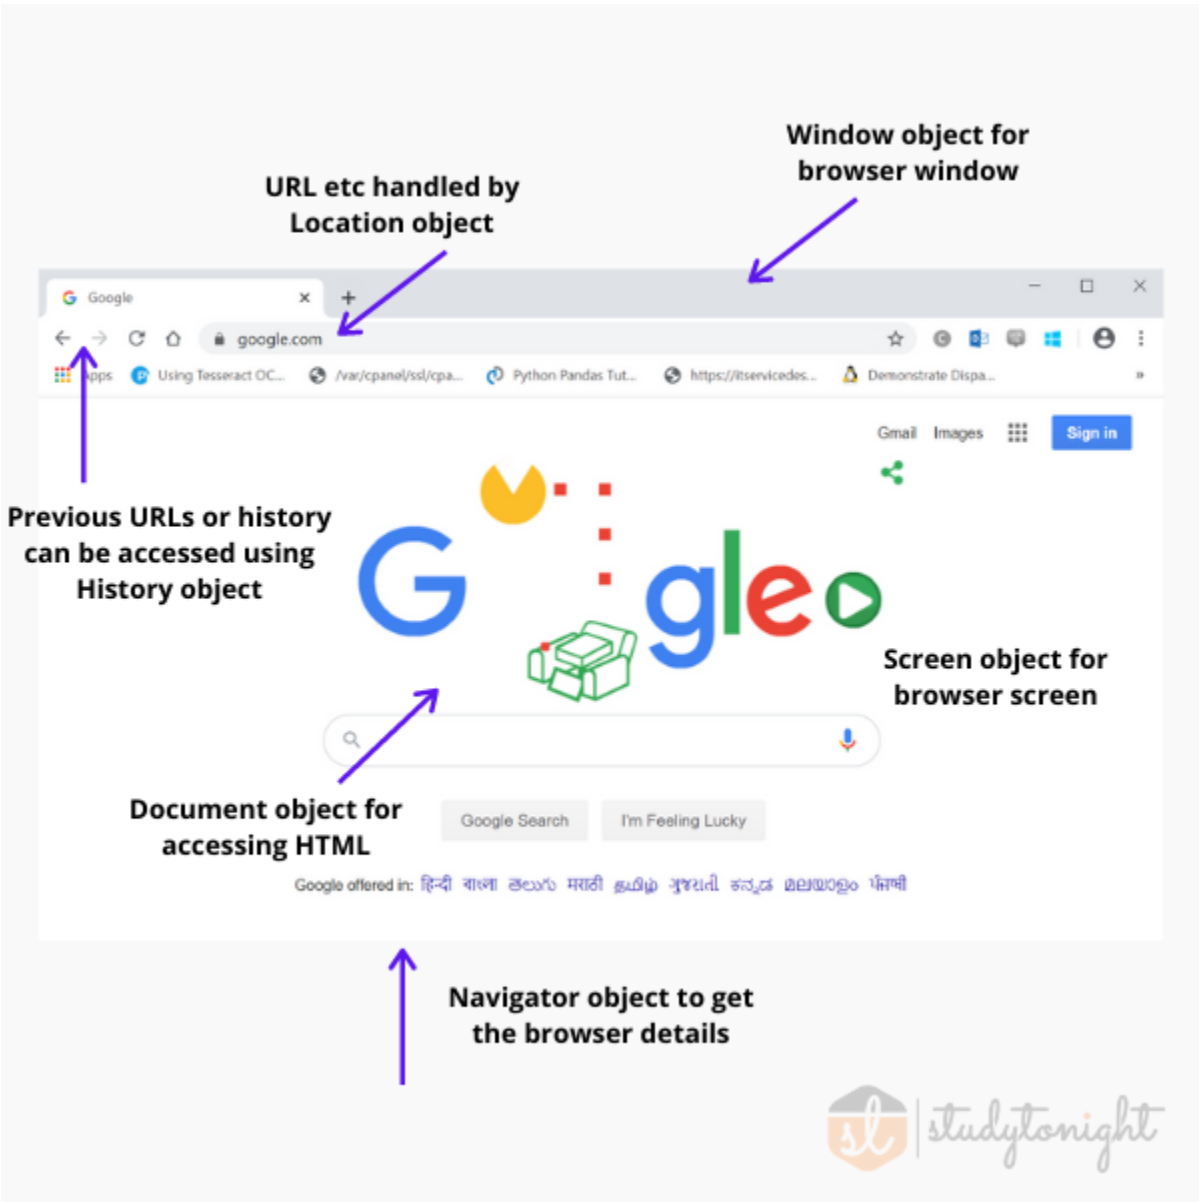 Window object for
browser window
URL etc handled by
Location object
Google
google.com
Apps
Using Tesseract OC...
/var/cpanel/ssl/cpa...
Python Pandas Tut...
https://itservicedes...
Demonstrate Dispa...
Gmail Images
Sign in
Previous URLs or history
can be accessed using
History object
G gle
Screen object for
browser screen
Document object for
accessing HTML
Google Search
I'm Feeling Lucky
Google offered in: हिन्दी বাংলা తెలుగు मराठी தமிழ் ગુજરાતી ಕನ್ನಡ മലയാളം ਪੰਜਾਬੀ
Navigator object to get
the browser details
st studytonight